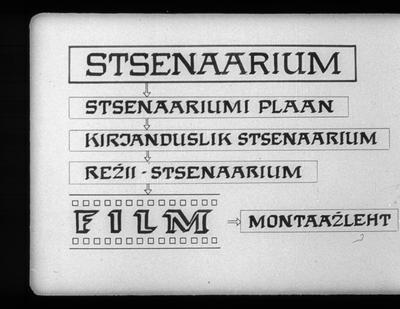 STSENAARIUM
STSENAARIUMI PLAAN
KIRJANDUSLIK STSENAARIUM
REŽII - STSENAARIUM
FILM
MONTAAŽLEHT